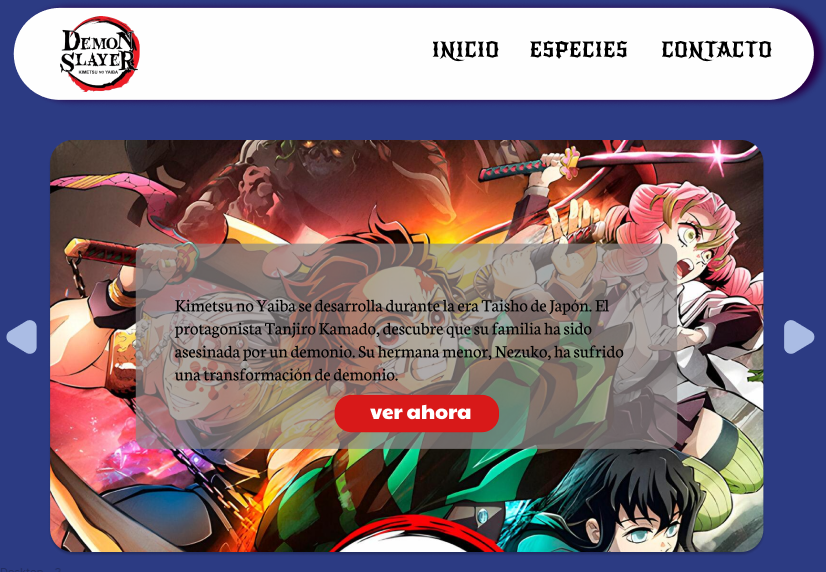 DEMON
SLAYER
KIMETSU NO YAIBA
INICIO ESPECIES CONTACTO
Kimetsu no Yaiba se desarrolla durante la era Taisho de Japón. El
protagonista Tanjiro Kamado, descubre que su familia ha sido
asesinada por un demonio. Su hermana menor, Nezuko, ha sufrido
una transformación de demonio.
ver ahora